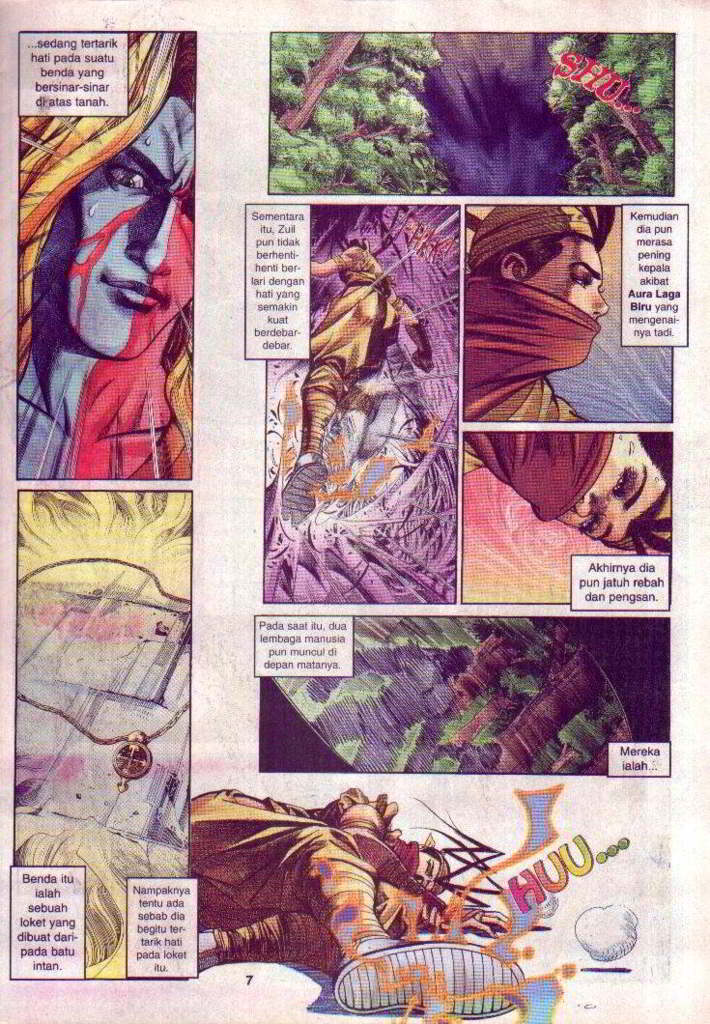 ...sedang tertarik
hati pada suatu
benda yang
bersinar-sinar
di atas tanah.
Benda itu
ialah
sebuah
loket yang
dibuat dari-
pada batu
intan.
Nampaknya
tentu ada
sebab dia
begitu ter-
tarik hati
pada loket
itu.
SHU...
Sementara
itu, Zuil
pun tidak
berhenti-
henti ber-
lari dengan
hati yang
semakin
kuat
berdebar-
debar.
Kemudian
dia pun
merasa
pening
kepala
akibat
Aura Laga
Biru yang
mengenai-
nya tadi.
Akhirnya dia
pun jatuh rebah
dan pengsan.
Pada saat itu, dua
lembaga manusia
pun muncul di
depan matanya.
Mereka
ialah...
HUU...
7